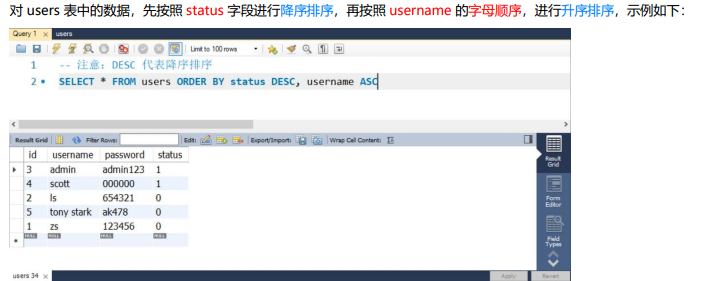 对 users 表中的数据，先按照 status 字段进行降序排序，再按照 username 的字母顺序，进行升序排序，示例如下：
Query 1 users
Limit to 100 rows
1 -- 注意：DESC 代表降序排序
2 SELECT * FROM users ORDER BY status DESC, username ASC
Result Grid Filter Rows: Edit: Export/Import: Wrap Cell Content:
id username password status
3 admin admin123 1
4 scott 000000 1
2 ls 654321 0
5 tony stark ak478 0
1 zs 123456 0
NULL NULL NULL NULL
Result Grid
Form Editor
Field Types
users 34 Apply Revert